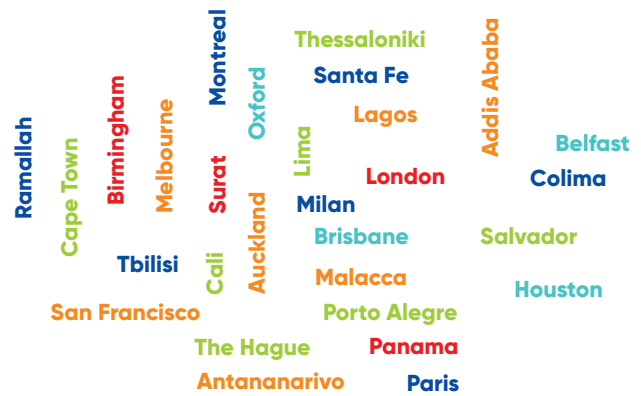 Montreal
Thessaloniki
Addis Ababa
Santa Fe
Oxford
Birmingham
Melbourne
Lagos
Ramallah
Cape Town
Lima
Belfast
Surat
London
Colima
Milan
Auckland
Brisbane
Salvador
Tbilisi
Cali
Malacca
Houston
San Francisco
Porto Alegre
The Hague
Panama
Antananarivo
Paris